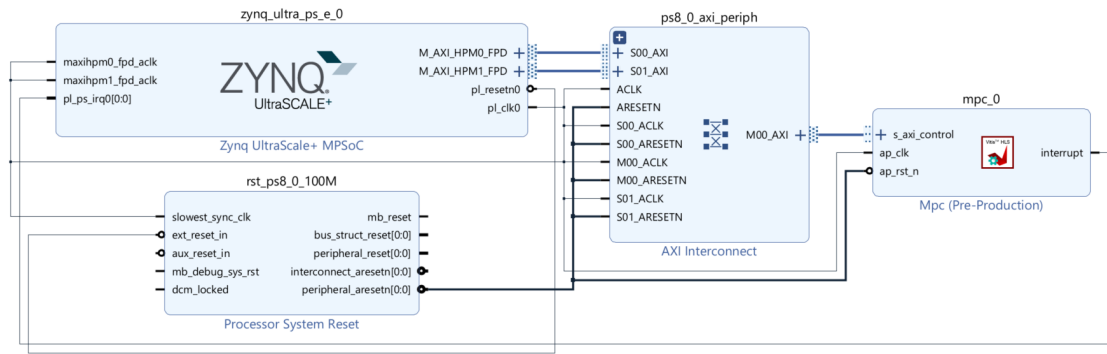 zynq_ultra_ps_e_0
maxihpm0_fpd_aclk
maxihpm1_fpd_aclk
pl_ps_irq0[0:0]
ZYNQ
UltraSCALE+
M_AXI_HPM0_FPD
M_AXI_HPM1_FPD
pl_resetn0
pl_clk0
Zynq UltraScale+ MPSoC
rst_ps8_0_100M
slowest_sync_clk
ext_reset_in
aux_reset_in
mb_debug_sys_rst
dcm_locked
mb_reset
bus_struct_reset[0:0]
peripheral_reset[0:0]
interconnect_aresetn[0:0]
peripheral_aresetn[0:0]
Processor System Reset
ps8_0_axi_periph
S00_AXI
S01_AXI
ACLK
ARESETN
S00_ACLK
S00_ARESETN
M00_ACLK
M00_ARESETN
S01_ACLK
S01_ARESETN
M00_AXI
AXI Interconnect
mpc_0
s_axi_control
ap_clk
ap_rst_n
Vitis™ HLS
interrupt
Mpc (Pre-Production)